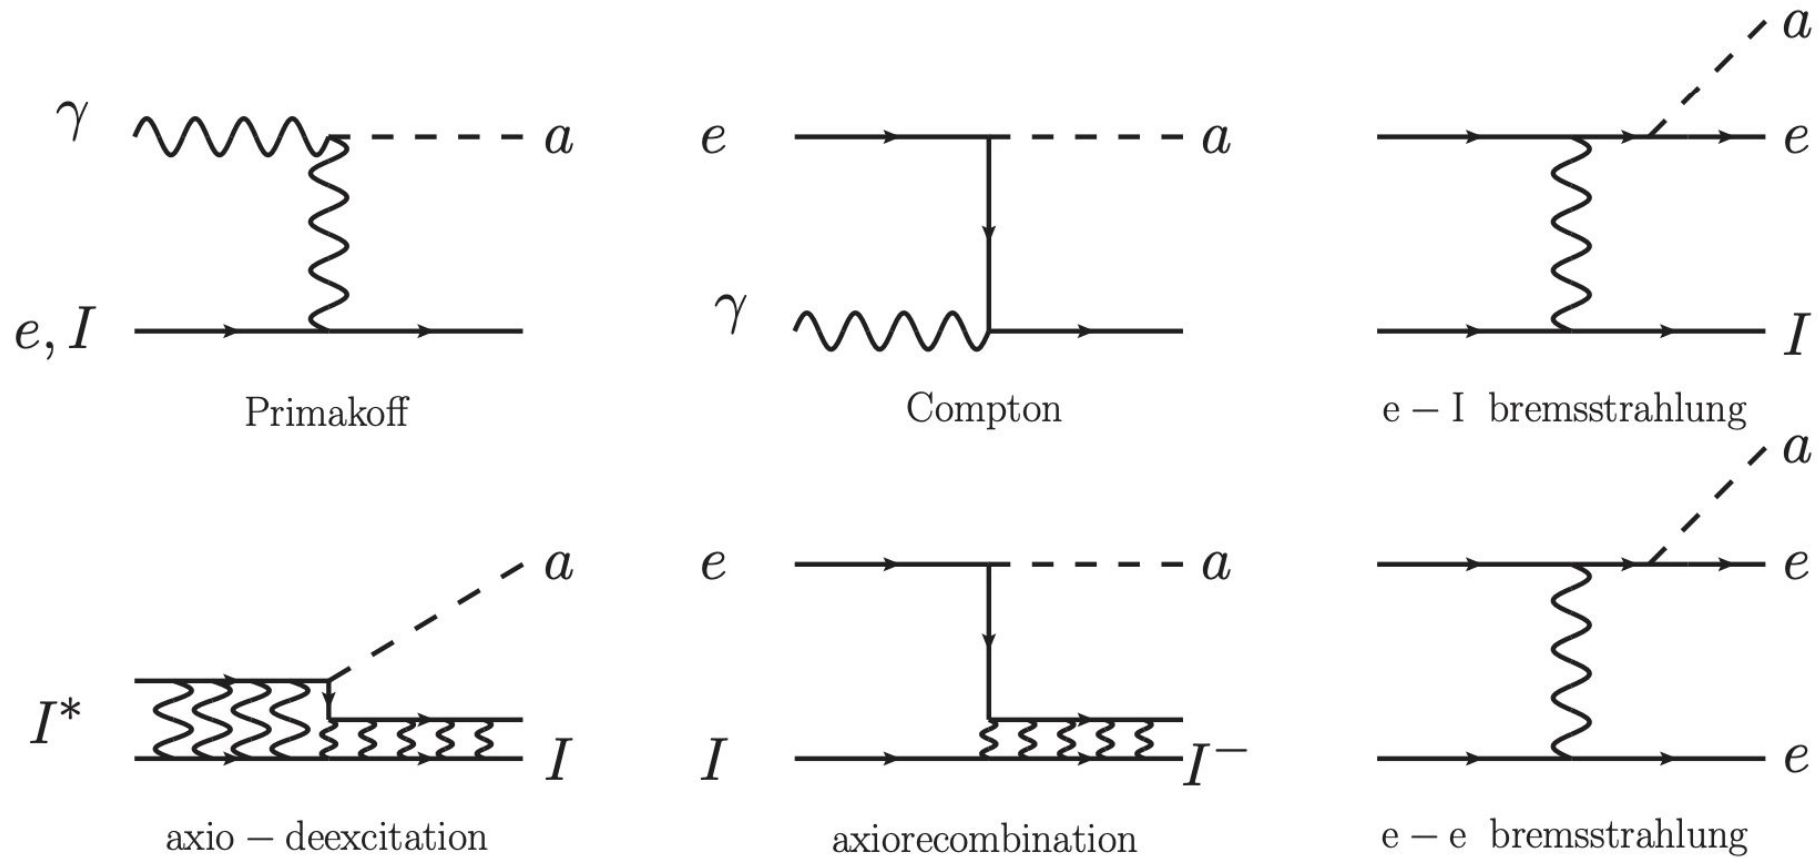 γ
a
e, I
Primakoff
e
a
γ
Compton
a
e
I
e − I bremsstrahlung
I*
a
I
axio − deexcitation
e
a
I
I⁻
axiorecombination
a
e
e
e − e bremsstrahlung